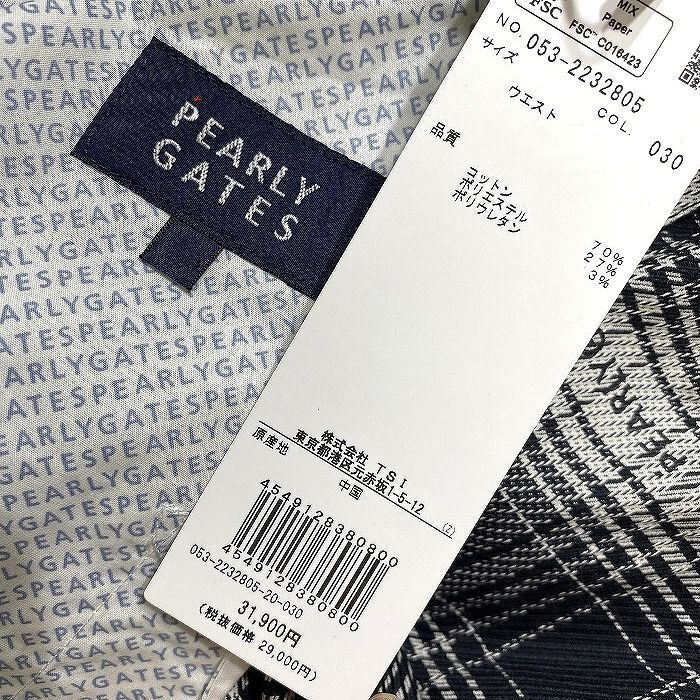 PEARLY
GATES
FSC
MIX
Paper
FSC™ C016423
NO. 053-2232805
サイズ
ウエスト COL. 030
品質
コットン 70%
ポリエステル 27%
ポリウレタン 3%
株式会社 TSI
東京都港区元赤坂1-5-12
原産地 中国 (Z)
4549128380800
4549128380800
053-2232805-20-030
31,900円
(税抜価格 29,000円)
PEARLYGATESPEARLYGATESPEARLYGATES
PEARLYG